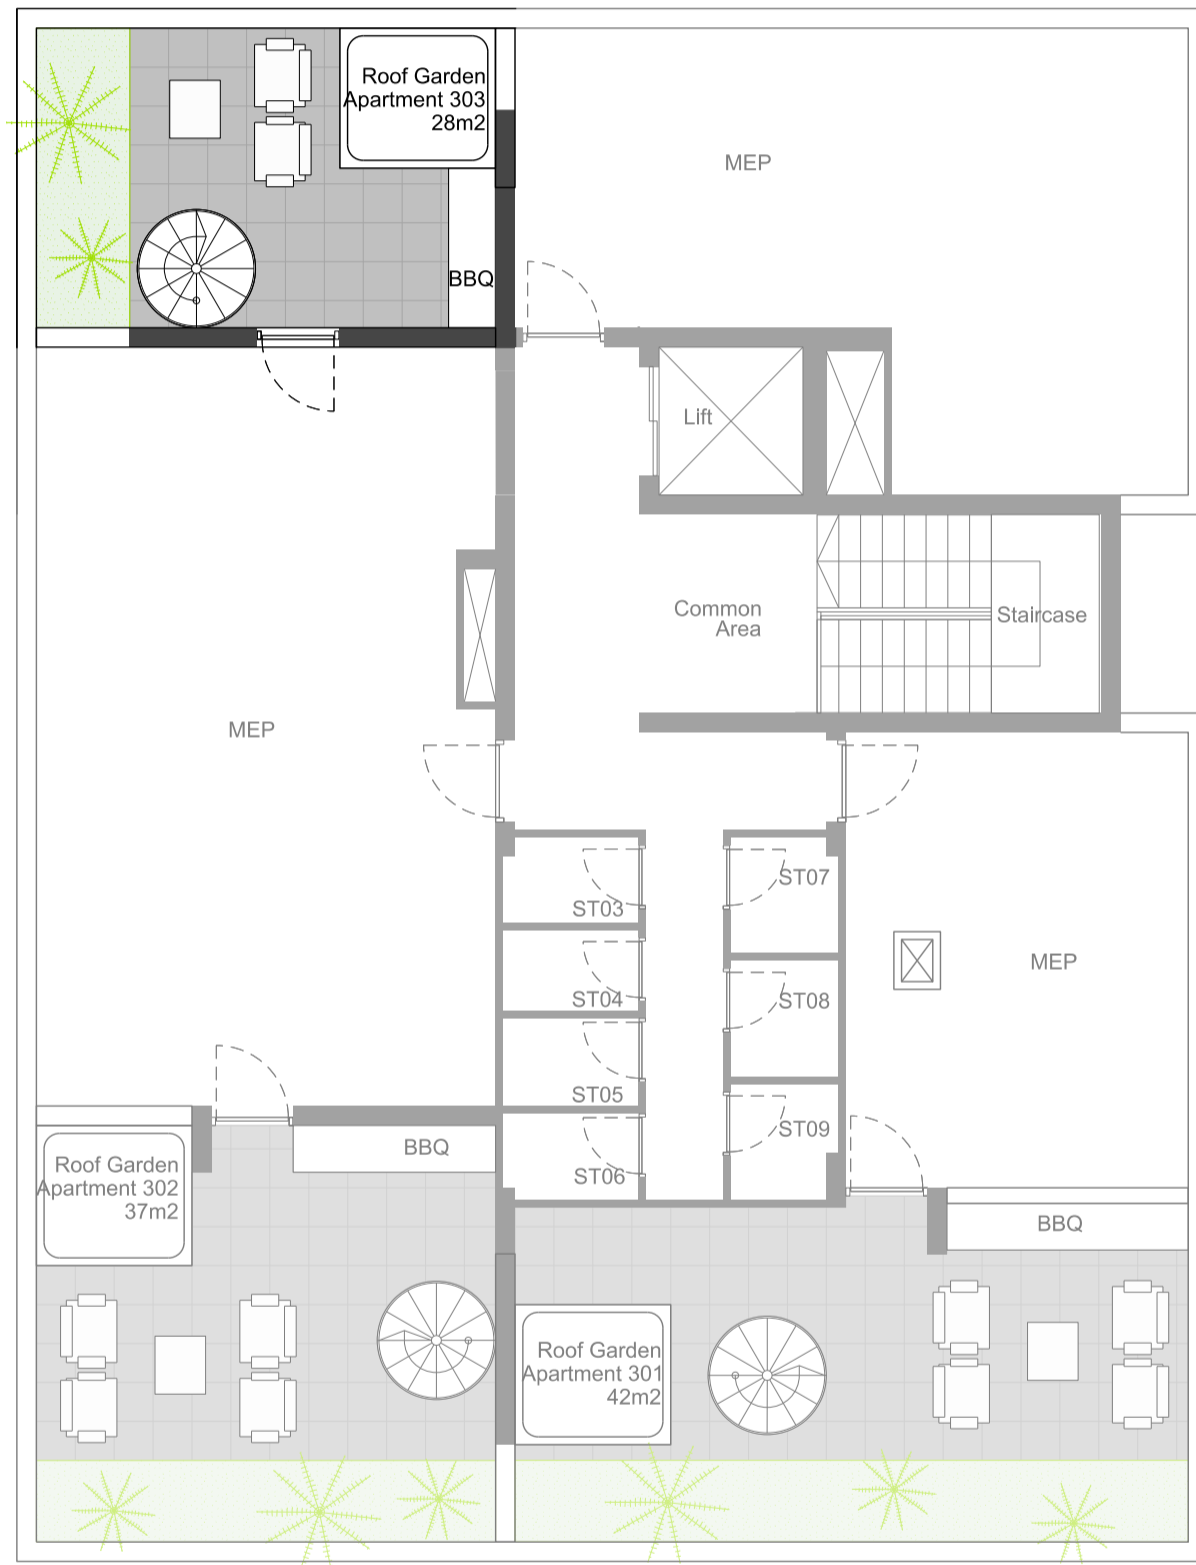 Roof Garden
Apartment 303
28m2
MEP
BBQ
Lift
Common
Area
Staircase
MEP
ST03
ST07
MEP
ST04
ST08
ST05
ST09
ST06
BBQ
Roof Garden
Apartment 302
37m2
BBQ
Roof Garden
Apartment 301
42m2